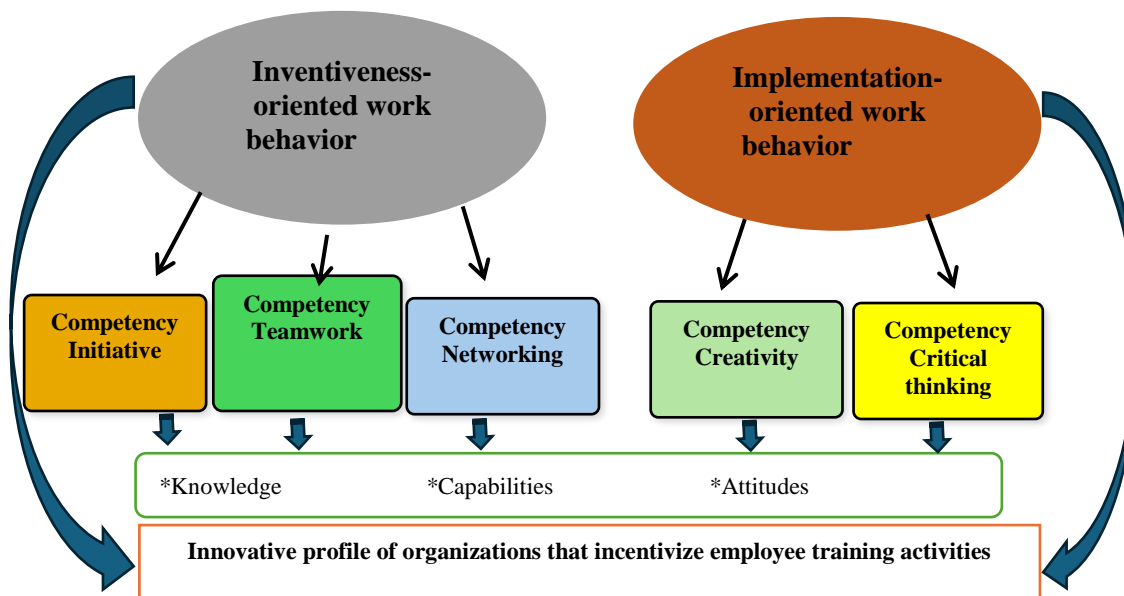 Inventiveness-
oriented work
behavior
Implementation-
oriented work
behavior
Competency
Initiative
Competency
Teamwork
Competency
Networking
Competency
Creativity
Competency
Critical
thinking
*Knowledge *Capabilities *Attitudes
Innovative profile of organizations that incentivize employee training activities